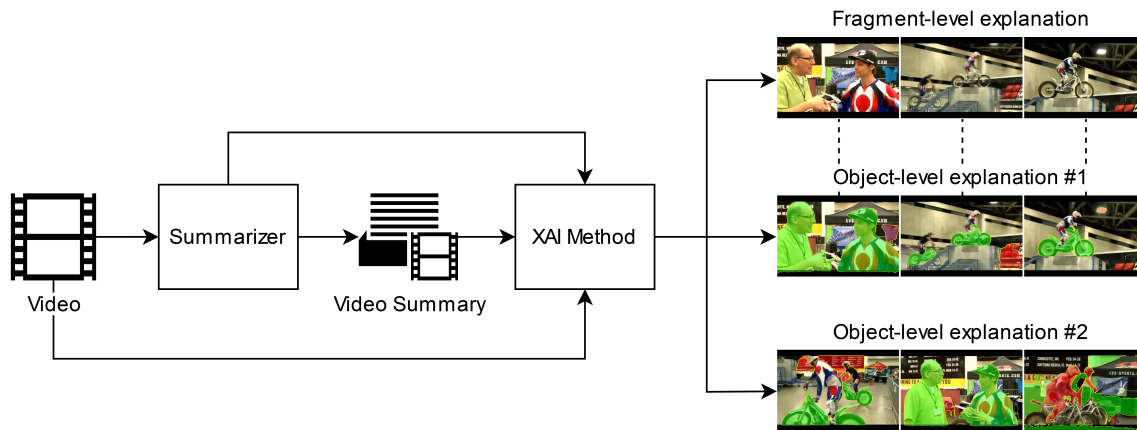 Fragment-level explanation
Object-level explanation #1
Summarizer
XAI Method
Video
Video Summary
Object-level explanation #2